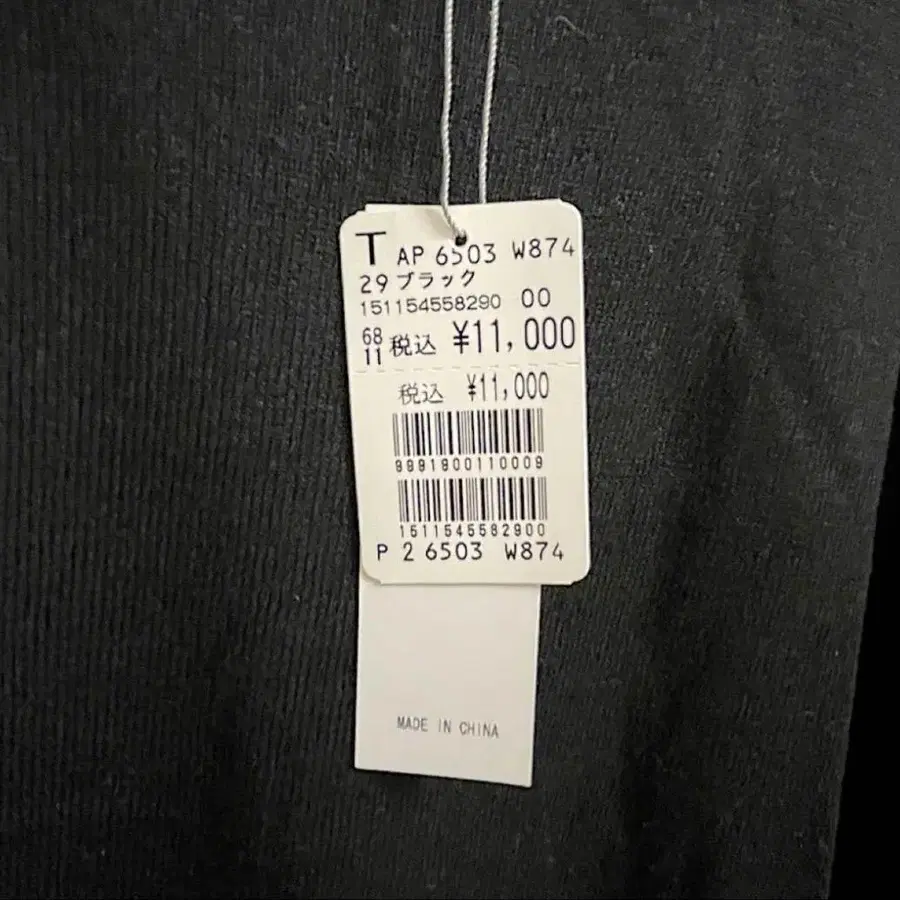 T AP 6503 W874
29 ブラック
151154558290 00
68 11 税込 ¥11,000
税込 ¥11,000
9991900110009
1511545582900
P 2 6503 W874
MADE IN CHINA